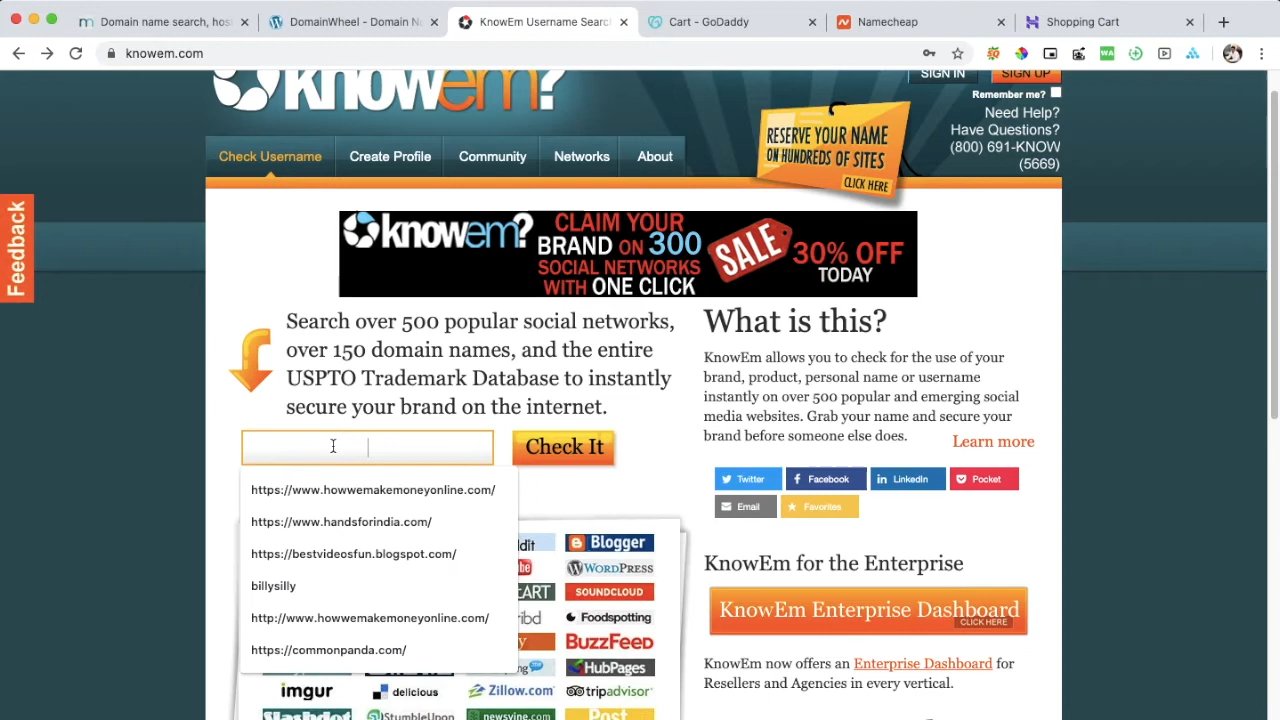 Domain name search, hos
DomainWheel - Domain N
KnowEm Username Searc
Cart - GoDaddy
Namecheap
Shopping Cart
knowem.com
knowem?
SIGN IN
SIGN UP
Remember me?
Need Help?
Have Questions?
(800) 691-KNOW
(5669)
Check Username
Create Profile
Community
Networks
About
RESERVE YOUR NAME
ON HUNDREDS OF SITES
CLICK HERE
Feedback
knowem?
CLAIM YOUR
BRAND ON 300
SOCIAL NETWORKS
WITH ONE CLICK
SALE
30% OFF
TODAY
Search over 500 popular social networks,
over 150 domain names, and the entire
USPTO Trademark Database to instantly
secure your brand on the internet.
Check It
https://www.howwemakemoneyonline.com/
https://www.handsforindia.com/
https://bestvideosfun.blogspot.com/
billysilly
http://www.howwemakemoneyonline.com/
https://commonpanda.com/
What is this?
KnowEm allows you to check for the use of your
brand, product, personal name or username
instantly on over 500 popular and emerging social
media websites. Grab your name and secure your
brand before someone else does.
Learn more
Twitter
Facebook
LinkedIn
Pocket
Email
Favorites
KnowEm for the Enterprise
KnowEm Enterprise Dashboard
CLICK HERE
KnowEm now offers an Enterprise Dashboard for
Resellers and Agencies in every vertical.
Blogger
WORDPRESS
SOUNDCLOUD
Foodspotting
BuzzFeed
HubPages
imgur
delicious
Zillow.com
tripadvisor
Slashdot
StumbleUpon
newsvine.com
Post